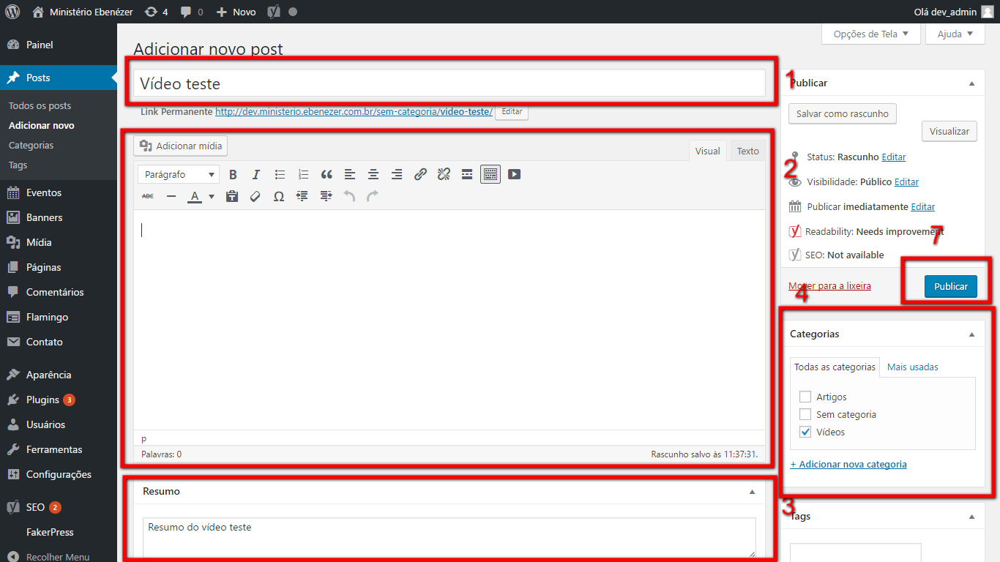 Ministério Ebenézer 4 0 Novo Olá dev_admin
Opções de Tela Ajuda
Painel
Posts
Todos os posts
Adicionar novo
Categorias
Tags
Eventos
Banners
Mídia
Páginas
Comentários
Flamingo
Contato
Aparência
Plugins 3
Usuários
Ferramentas
Configurações
SEO 2
FakerPress
Recolher Menu
Adicionar novo post
1
Vídeo teste
Link Permanente http://dev.ministerio.ebenezer.com.br/sem-categoria/video-teste/ Editar
2
Adicionar mídia
Visual Texto
Parágrafo B I
ABC A
p
Palavras: 0 Rascunho salvo às 11:37:31.
3
Resumo
Resumo do vídeo teste
Publicar
Salvar como rascunho
Visualizar
Status: Rascunho Editar
Visibilidade: Público Editar
Publicar imediatamente Editar
Readability: Needs improvement
SEO: Not available
7
Mover para a lixeira Publicar
4
Categorias
Todas as categorias Mais usadas
Artigos
Sem categoria
Vídeos
+ Adicionar nova categoria
Tags